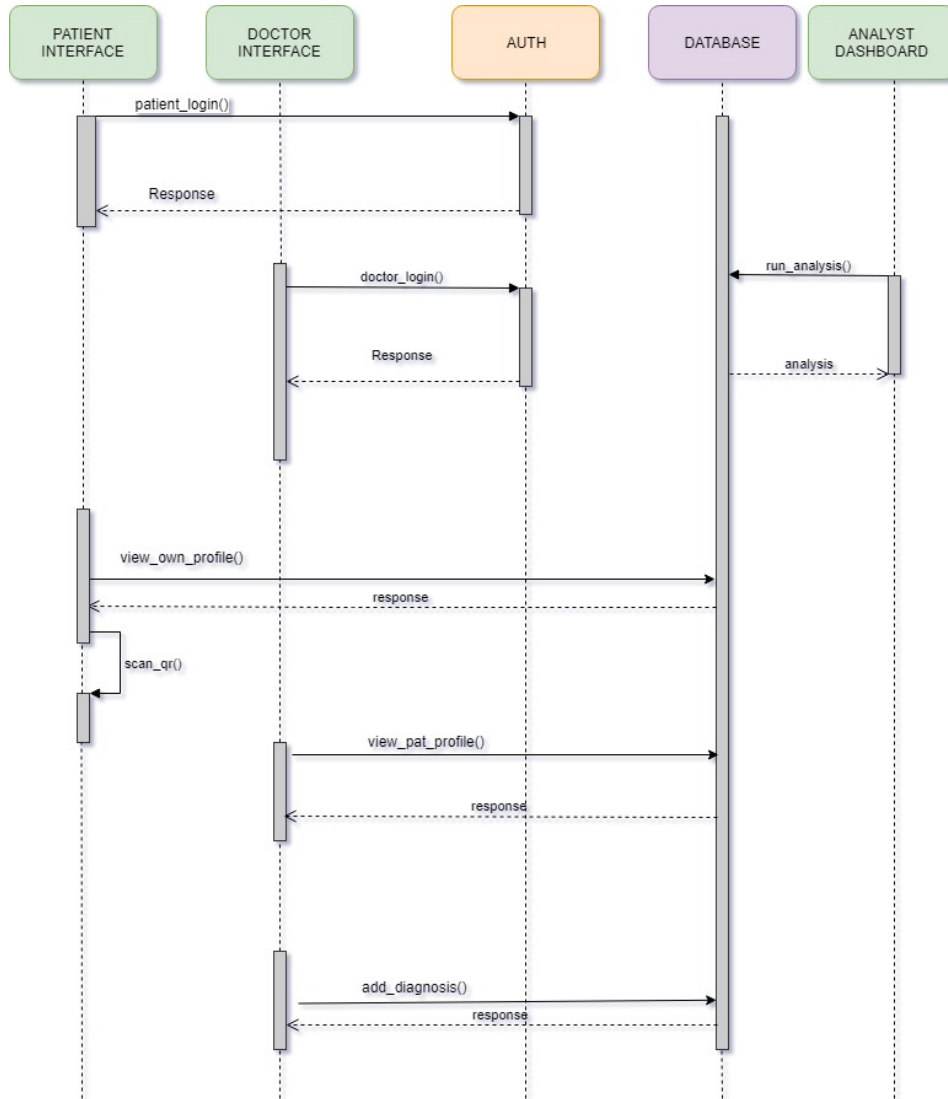 PATIENT
INTERFACE
DOCTOR
INTERFACE
AUTH
DATABASE
ANALYST
DASHBOARD
patient_login()
Response
doctor_login()
run_analysis()
Response
analysis
view_own_profile()
response
scan_qr()
view_pat_profile()
response
add_diagnosis()
response